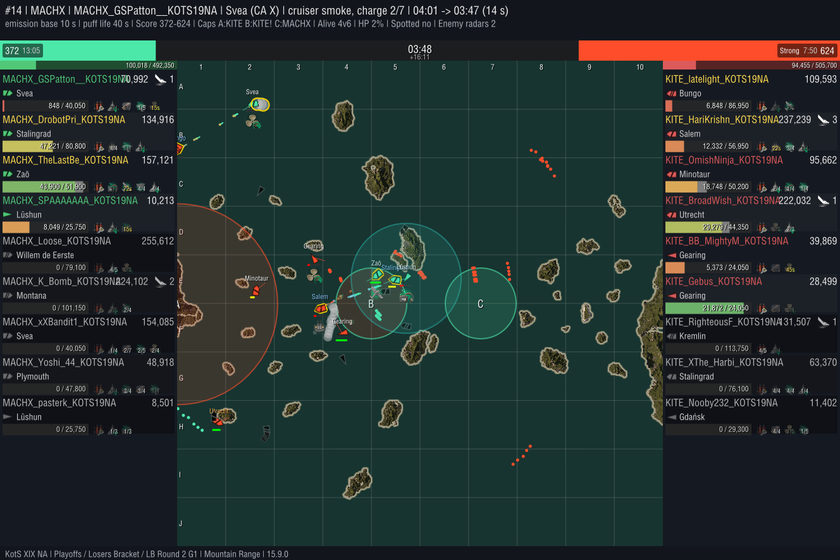 #14 | MACHX | MACHX_GSPatton__KOTS19NA | Svea (CA X) | cruiser smoke, charge 2/7 | 04:01 → 03:47 (14 s)
emission base 10 s | puff life 40 s | Score 372-624 | Caps A:KITE B:KITE! C:MACHX | Alive 4v6 | HP 2% | Spotted no | Enemy radars 2
372 13:05
03:48
+16:11
Strong 7:50 624
100,018 / 492,350
94,455 / 505,700
MACHX_GSPatton__KOTS19NA 70,992 1
Svea
848 / 40,050
MACHX_DrobotPri_KOTS19NA 134,916
Stalingrad
/ 80,800
MACHX_TheLastBe_KOTS19NA 157,121
Zaō
MACHX_SPAAAAAAA_KOTS19NA 10,213
Lüshun
8,049 / 25,750
MACHX_Loose_KOTS19NA 255,612
Willem de Eerste
0 / 79,100
MACHX_K_Bomb_KOTS19NA 2
Montana
0 / 101,150
MACHX_xXBandit1_KOTS19NA 154,085
Svea
0 / 40,050
MACHX_Yoshi_44_KOTS19NA 48,918
Plymouth
0 / 47,800
MACHX_pasterk_KOTS19NA 8,501
Lüshun
0 / 25,750
1 2 3 4 5 6 7 8 9 10
A
B
C
D
E
F
G
H
I
J
Svea
Gearing
Minotaur
Zaō
Salem
Gearing
A
B
C
KITE_latelight_KOTS19NA 109,593
Bungo
6,848 / 86,950
KITE_HariKrishn_KOTS19NA 237,239 3
Salem
12,332 / 56,950
KITE_OmishNinja_KOTS19NA 95,662
Minotaur
18,748 / 50,200
KITE_BroadWish_KOTS19NA 222,032 1
Utrecht
/ 44,350
KITE_BB_MightyM_KOTS19NA 39,869
Gearing
5,373 / 24,050
KITE_Gebus_KOTS19NA 28,499
Gearing
KITE_RighteousF_KOTS19NA 131,507 1
Kremlin
0 / 113,750
KITE_XThe_Harbi_KOTS19NA 63,370
Stalingrad
0 / 76,100
KITE_Nooby232_KOTS19NA 11,402
Gdańsk
0 / 29,300
KotS XIX NA | Playoffs / Losers Bracket / LB Round 2 G1 | Mountain Range | 15.9.0